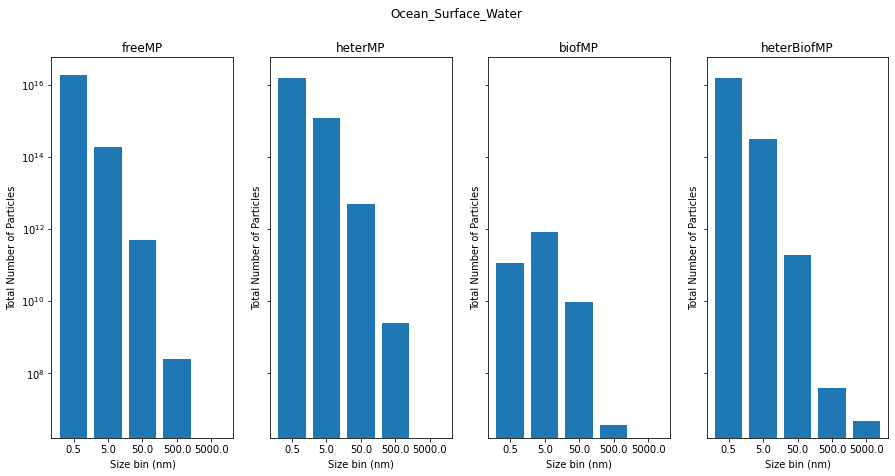 Ocean_Surface_Water
freeMP
heterMP
biofMP
heterBiofMP
Total Number of Particles
10^16
10^14
10^12
10^10
10^8
0.5 5.0 50.0 500.0 5000.0
Size bin (nm)
Total Number of Particles
0.5 5.0 50.0 500.0 5000.0
Size bin (nm)
Total Number of Particles
0.5 5.0 50.0 500.0 5000.0
Size bin (nm)
Total Number of Particles
0.5 5.0 50.0 500.0 5000.0
Size bin (nm)